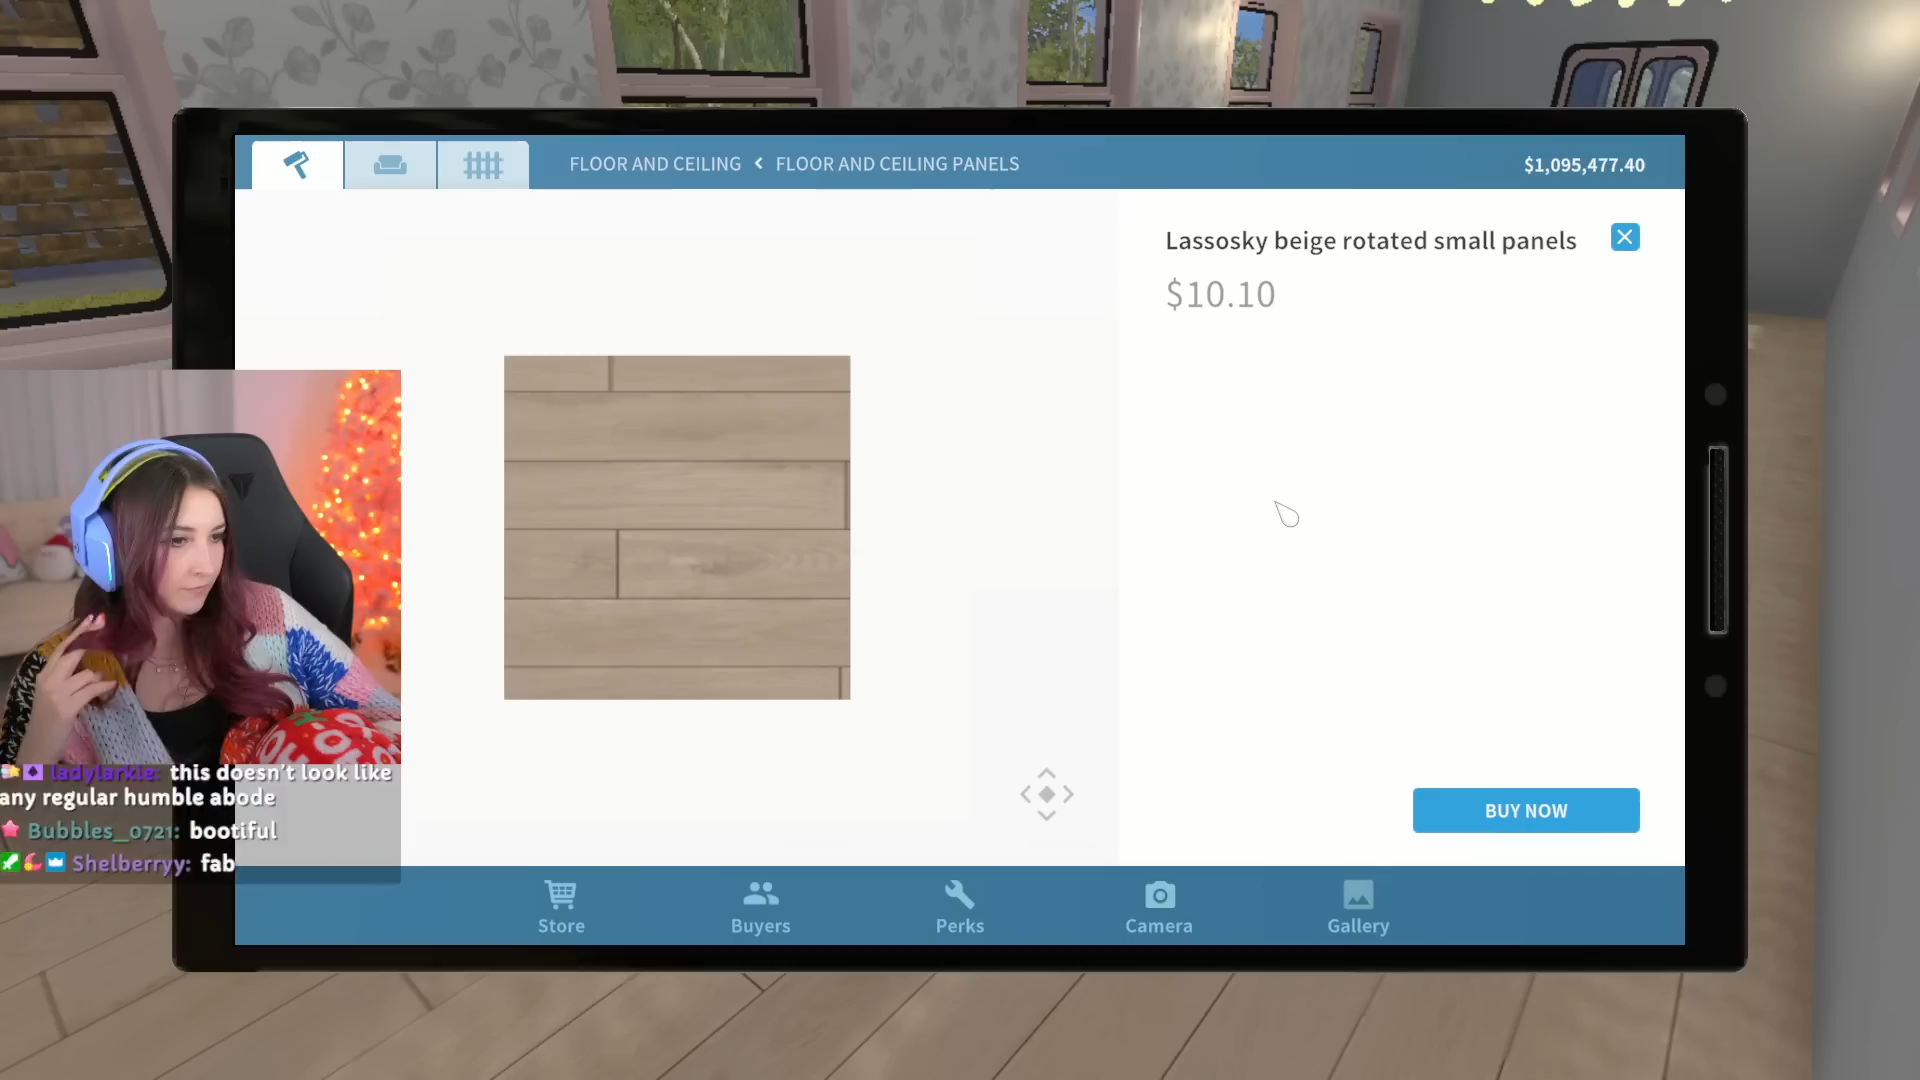 FLOOR AND CEILING < FLOOR AND CEILING PANELS
$1,095,477.40
Lassosky beige rotated small panels
$10.10
ladylarkie: this doesn't look like
any regular humble abode
Bubbles_0721: bootiful
Shelberryy: fab
BUY NOW
Store
Buyers
Perks
Camera
Gallery